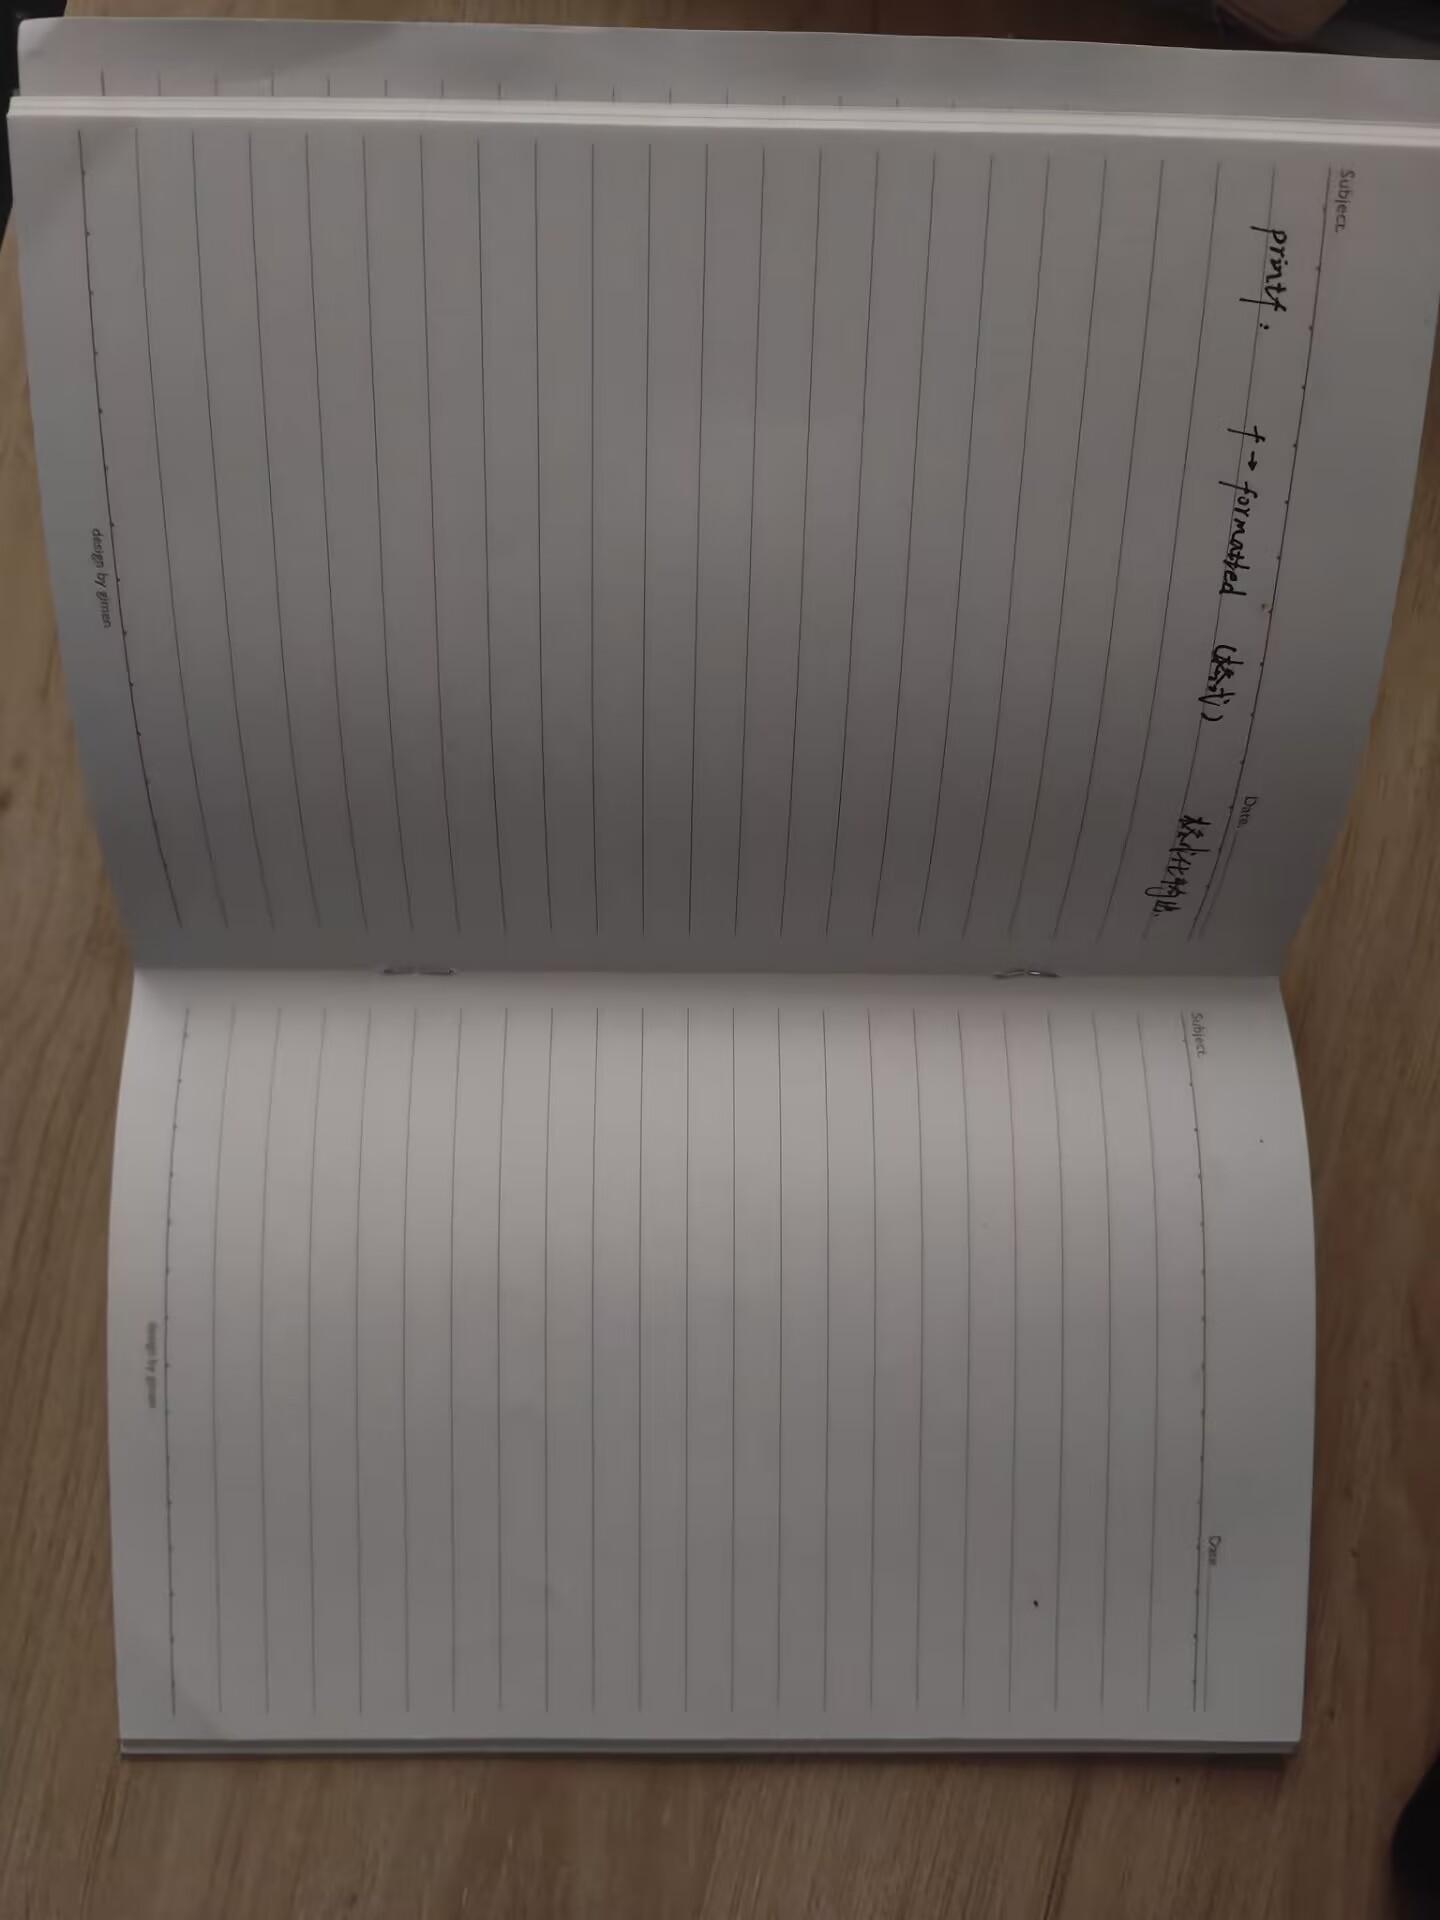 Subject. Date.
printf: f → formatted (格式) 格式化输出.
design by gimen
Subject. Date.
design by gimen